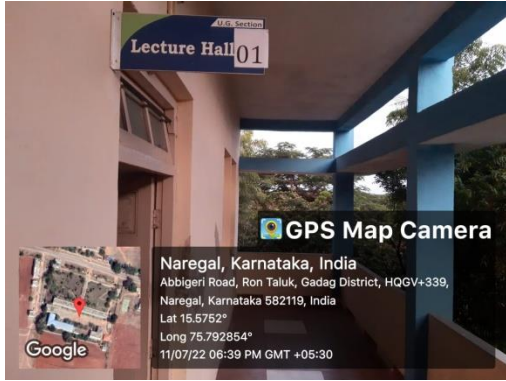 U.G. Section
Lecture Hall 01
GPS Map Camera
Naregal, Karnataka, India
Abbigeri Road, Ron Taluk, Gadag District, HQGV+339,
Naregal, Karnataka 582119, India
Lat 15.5752°
Long 75.792854°
11/07/22 06:39 PM GMT +05:30
Google